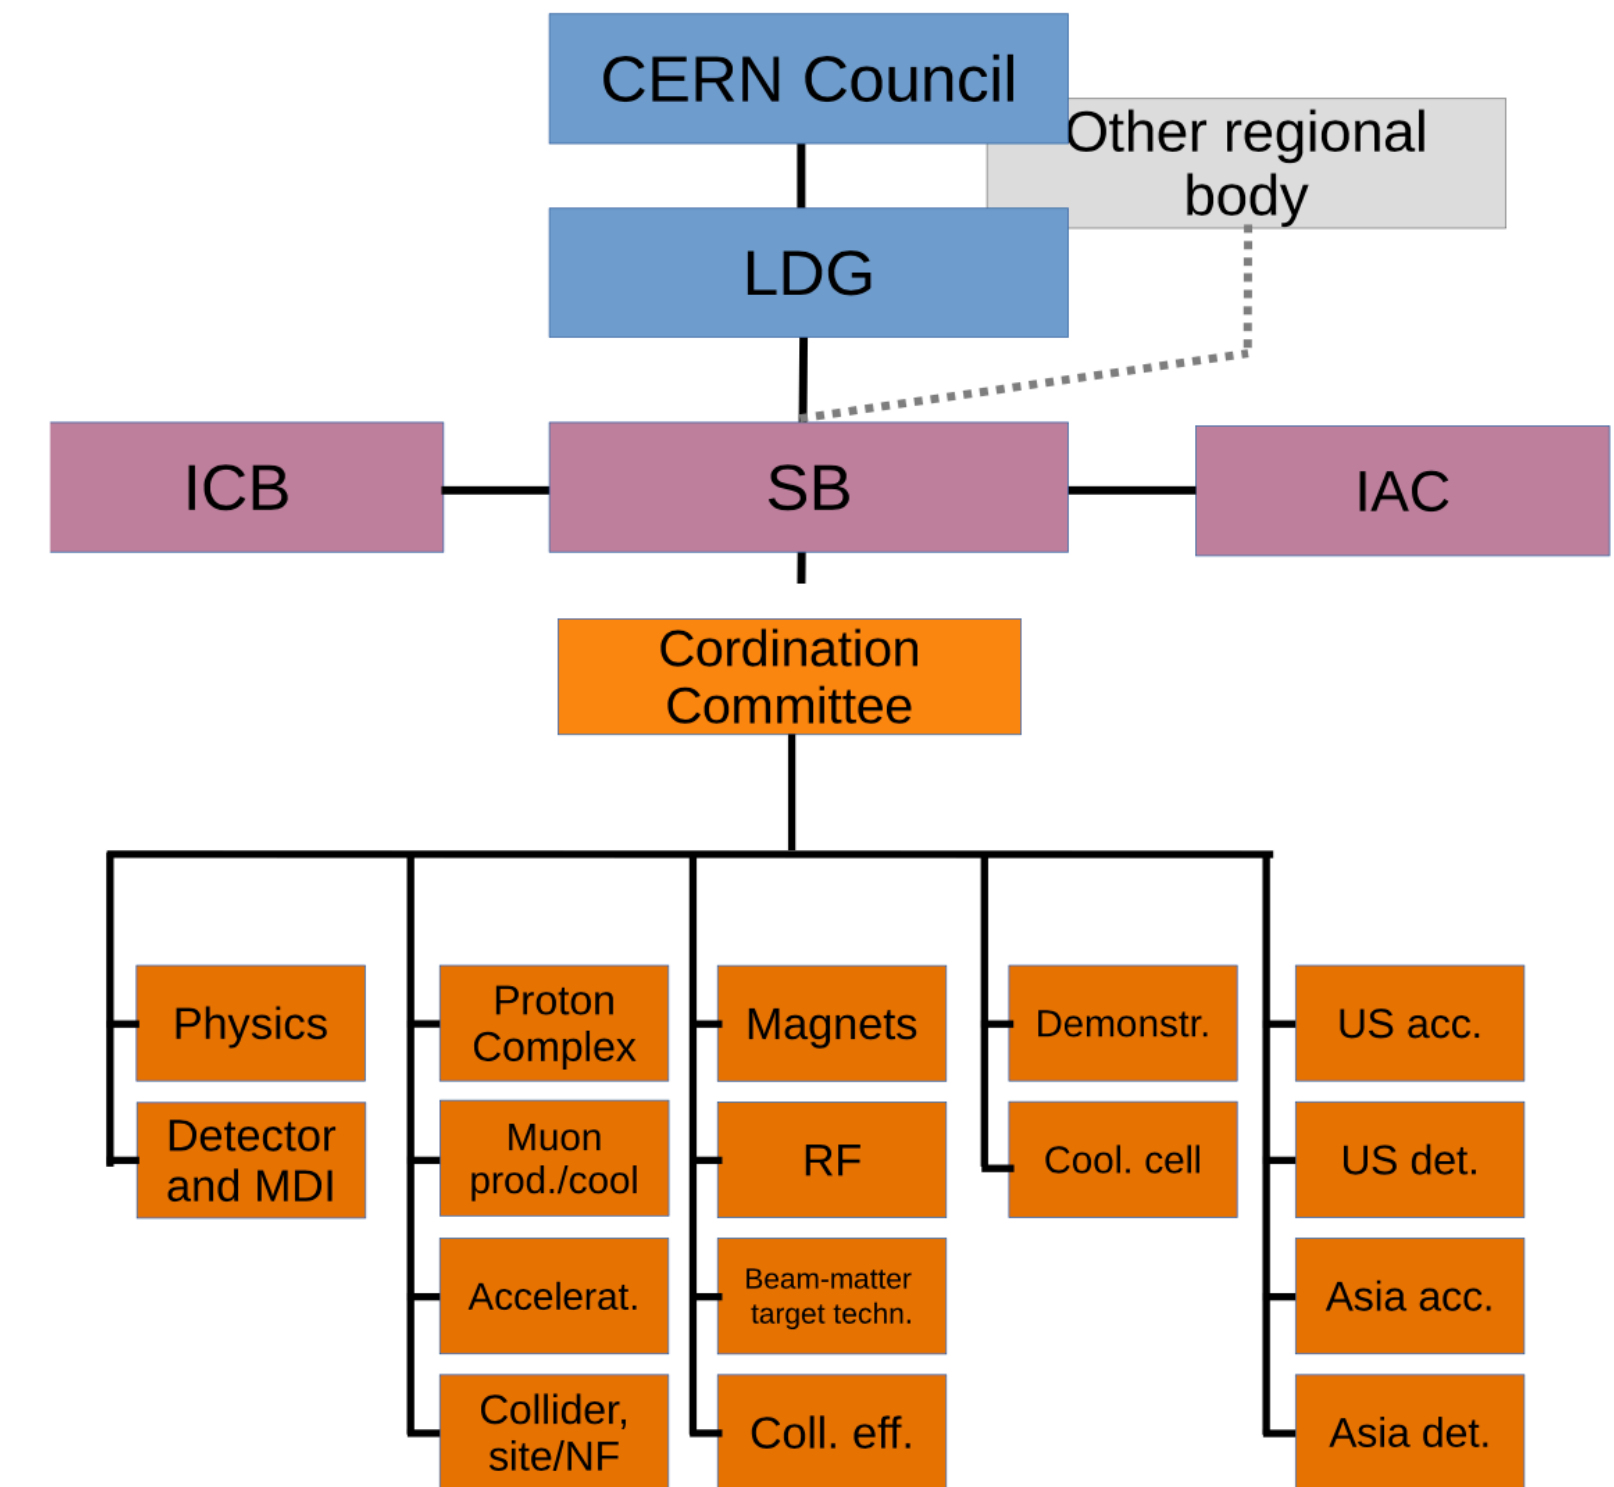 CERN Council
Other regional
body
LDG
ICB
SB
IAC
Cordination
Committee
Physics
Detector
and MDI
Proton
Complex
Muon
prod./cool
Accelerat.
Collider,
site/NF
Magnets
RF
Beam-matter
target techn.
Coll. eff.
Demonstr.
Cool. cell
US acc.
US det.
Asia acc.
Asia det.